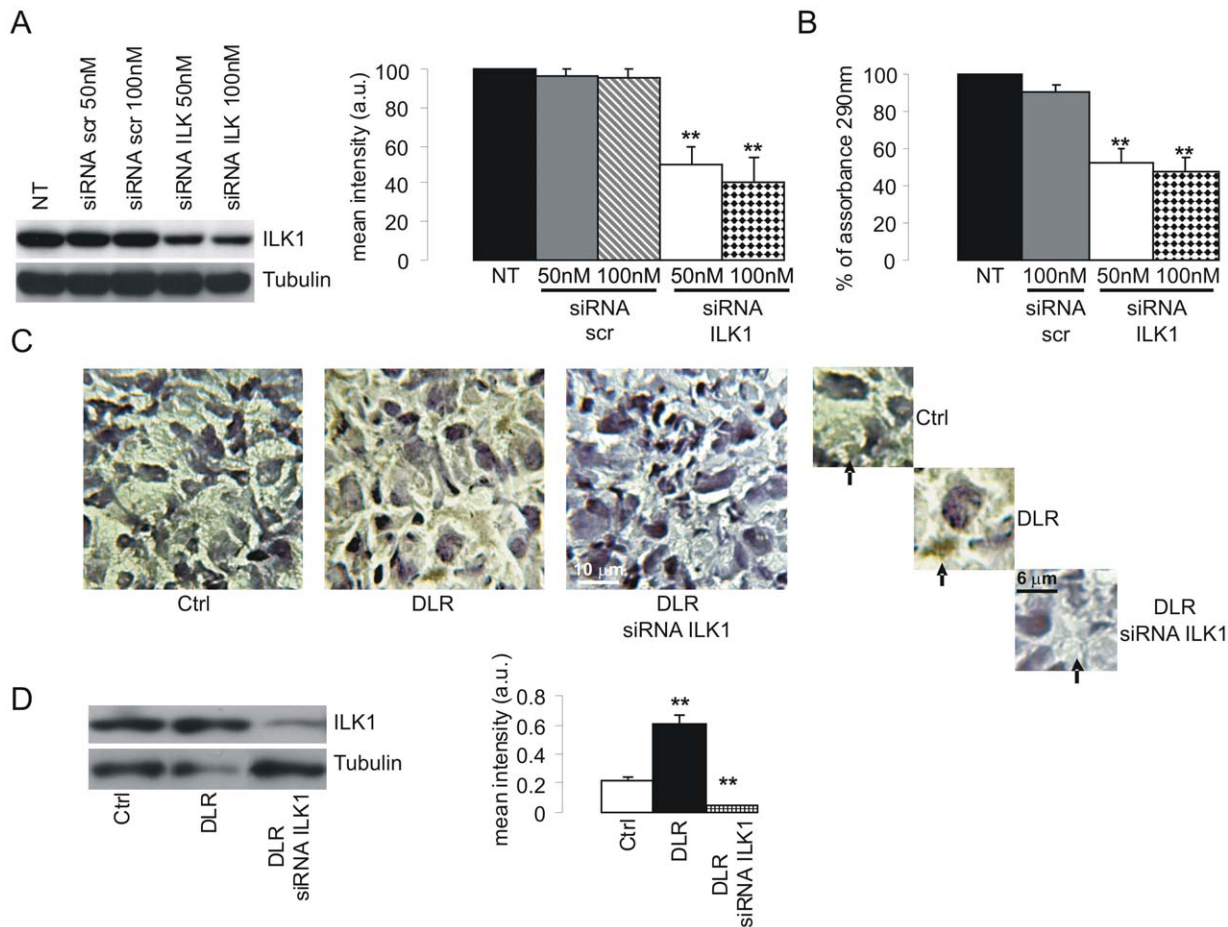 A
NT
siRNA scr 50nM
siRNA scr 100nM
siRNA ILK 50nM
siRNA ILK 100nM
ILK1
Tubulin
mean intensity (a.u.)
100
80
60
40
20
0
** **
NT 50nM 100nM 50nM 100nM
siRNA siRNA
scr ILK1
B
% of assorbance 290nm
100
80
60
40
20
0
** **
NT 100nM 50nM 100nM
siRNA siRNA
scr ILK1
C
10 μm
Ctrl DLR DLR
siRNA ILK1
Ctrl
DLR
6 μm
DLR
siRNA ILK1
D
ILK1
Tubulin
Ctrl
DLR
DLR
siRNA ILK1
mean intensity (a.u.)
0.8
0.6
0.4
0.2
0
**
**
Ctrl
DLR
DLR
siRNA ILK1